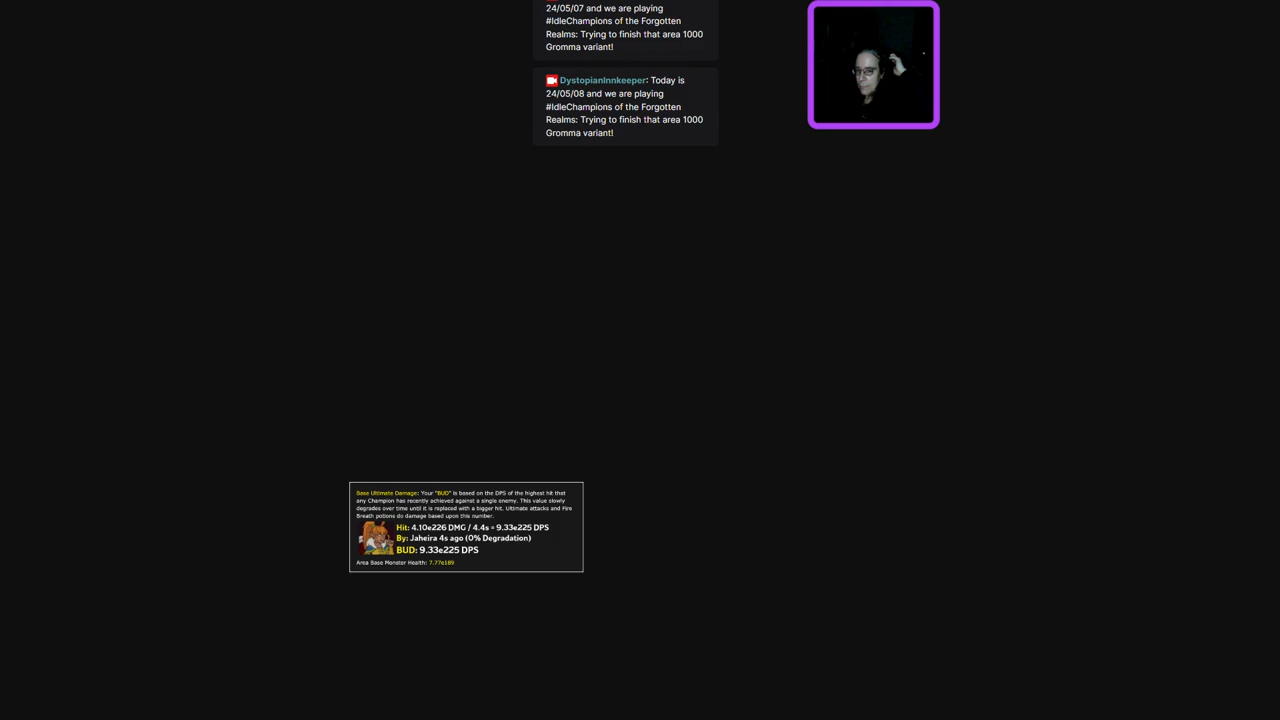 24/05/07 and we are playing
#IdleChampions of the Forgotten
Realms: Trying to finish that area 1000
Gromma variant!
DystopianInnkeeper: Today is
24/05/08 and we are playing
#IdleChampions of the Forgotten
Realms: Trying to finish that area 1000
Gromma variant!
Base Ultimate Damage: Your "BUD" is based on the DPS of the highest hit that
any Champion has recently achieved against a single enemy. This value slowly
degrades over time until it is replaced with a bigger hit. Ultimate attacks and Fire
Breath potions do damage based upon this number.
Hit: 4.10e226 DMG / 4.4s = 9.33e225 DPS
By: Jaheira 4s ago (0% Degradation)
BUD: 9.33e225 DPS
Area Base Monster Health: 7.77e189